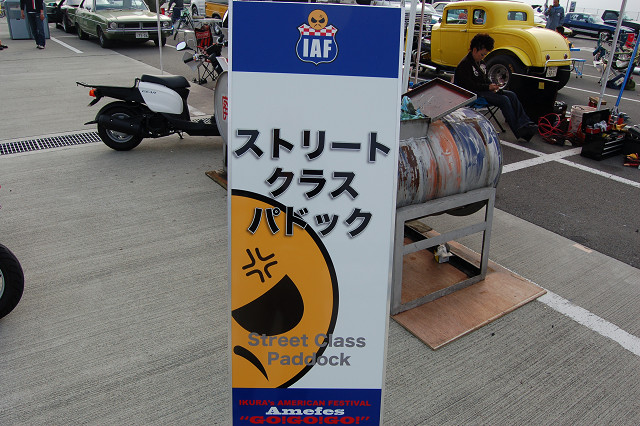 IAF
ストリート
クラス
パドック
Street Class
Paddock
IKURA's AMERICAN FESTIVAL
Amefes
"GO!GO!GO!"